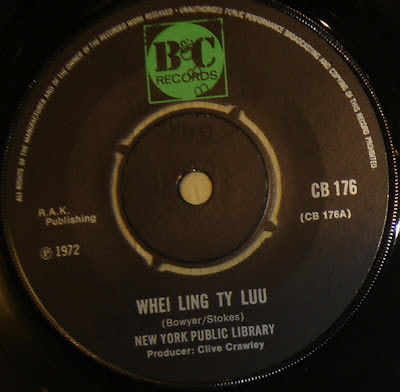 ALL RIGHTS OF THE MANUFACTURER AND OF THE OWNER OF THE RECORDED WORK RESERVED • UNAUTHORISED PUBLIC PERFORMANCE BROADCASTING AND COPYING OF THIS RECORD PROHIBITED
B&C
RECORDS
R.A.K.
Publishing
CB 176
(CB 176A)
℗ 1972
WHEI LING TY LUU
(Bowyer/Stokes)
NEW YORK PUBLIC LIBRARY
Producer: Clive Crawley